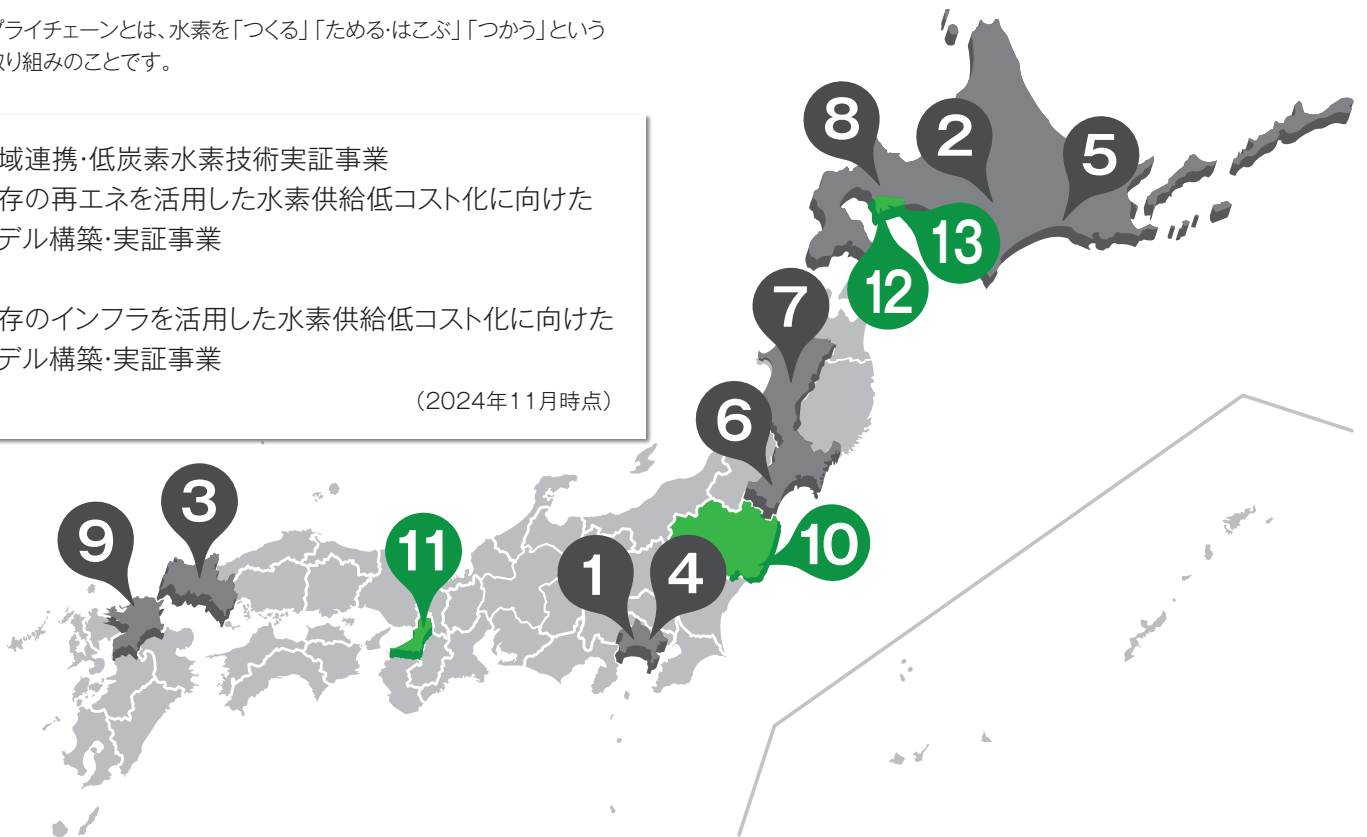 プライチェーンとは、水素を「つくる」「ためる・はこぶ」「つかう」という
取り組みのことです。
域連携・低炭素水素技術実証事業
存の再エネを活用した水素供給低コスト化に向けた
デル構築・実証事業
存のインフラを活用した水素供給低コスト化に向けた
デル構築・実証事業
（2024年11月時点）
8
2
5
13
12
7
6
3
9
11
1
4
10